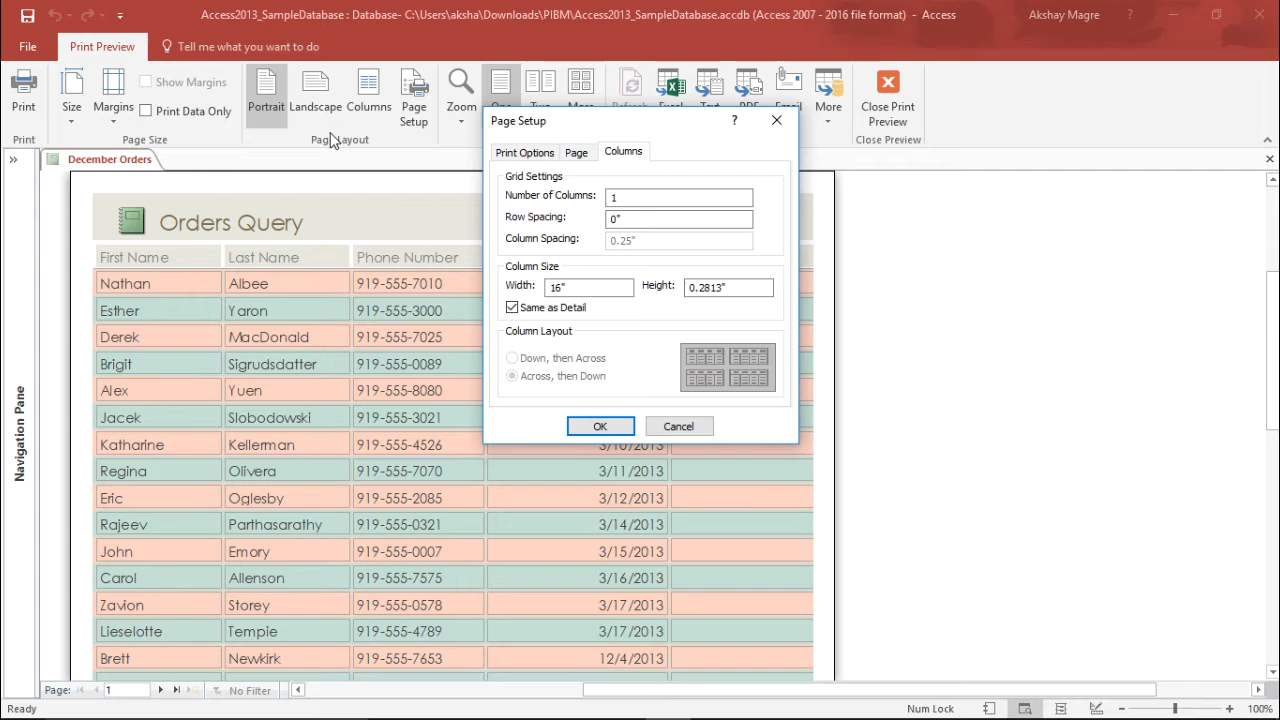 Access2013_SampleDatabase : Database- C:\Users\aksha\Downloads\PIBM\Access2013_SampleDatabase.accdb (Access 2007 - 2016 file format) - Access
Akshay Magre
?
File
Print Preview
Tell me what you want to do
Print
Size
Margins
Show Margins
Print Data Only
Portrait
Landscape
Columns
Page Setup
Zoom
More
Close Print Preview
Print
Page Size
Page Layout
Close Preview
Page Setup
?
Print Options
Page
Columns
Grid Settings
Number of Columns: 1
Row Spacing: 0"
Column Spacing: 0.25"
Column Size
Width: 16"
Height: 0.2813"
Same as Detail
Column Layout
Down, then Across
Across, then Down
OK
Cancel
»
Navigation Pane
December Orders
Orders Query
First Name Last Name Phone Number
Nathan Albee 919-555-7010
Esther Yaron 919-555-3000
Derek MacDonald 919-555-7025
Brigit Sigrudsdatter 919-555-0089
Alex Yuen 919-555-8080
Jacek Slobodowski 919-555-3021
Katharine Kellerman 919-555-4526 3/10/2013
Regina Olivera 919-555-7070 3/11/2013
Eric Oglesby 919-555-2085 3/12/2013
Rajeev Parthasarathy 919-555-0321 3/14/2013
John Emory 919-555-0007 3/15/2013
Carol Allenson 919-555-7575 3/16/2013
Zavion Storey 919-555-0578 3/17/2013
Lieselotte Temple 919-555-4789 3/17/2013
Brett Newkirk 919-555-7653 12/4/2013
Page: 1
No Filter
Ready
Num Lock
100%